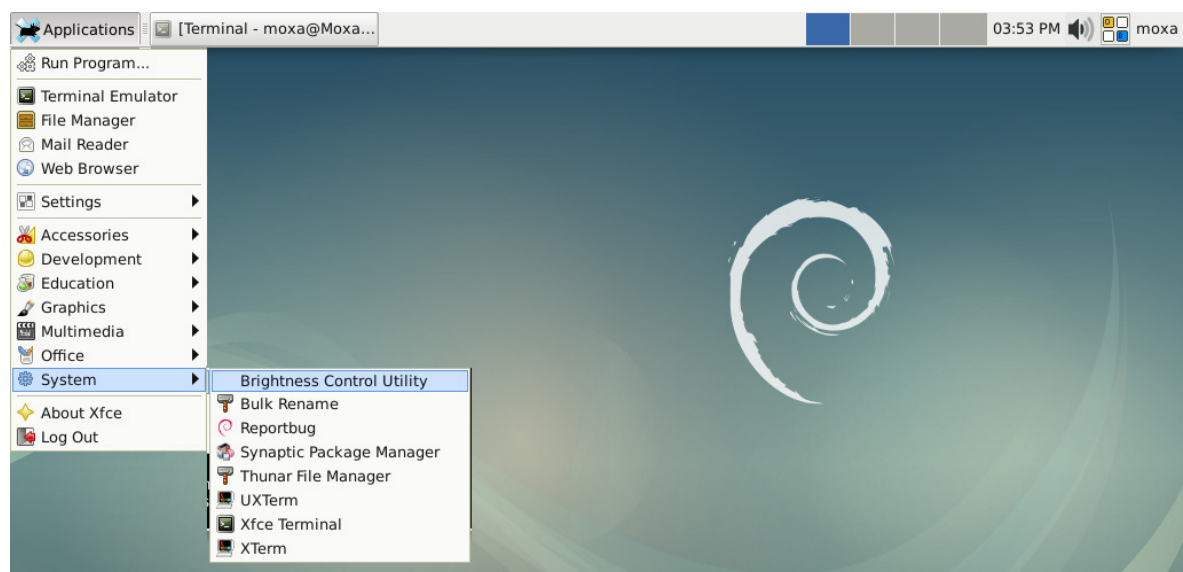 Applications [Terminal - moxa@Moxa... 03:53 PM moxa
Run Program...
Terminal Emulator
File Manager
Mail Reader
Web Browser
Settings
Accessories
Development
Education
Graphics
Multimedia
Office
System
About Xfce
Log Out
Brightness Control Utility
Bulk Rename
Reportbug
Synaptic Package Manager
Thunar File Manager
UXTerm
Xfce Terminal
XTerm